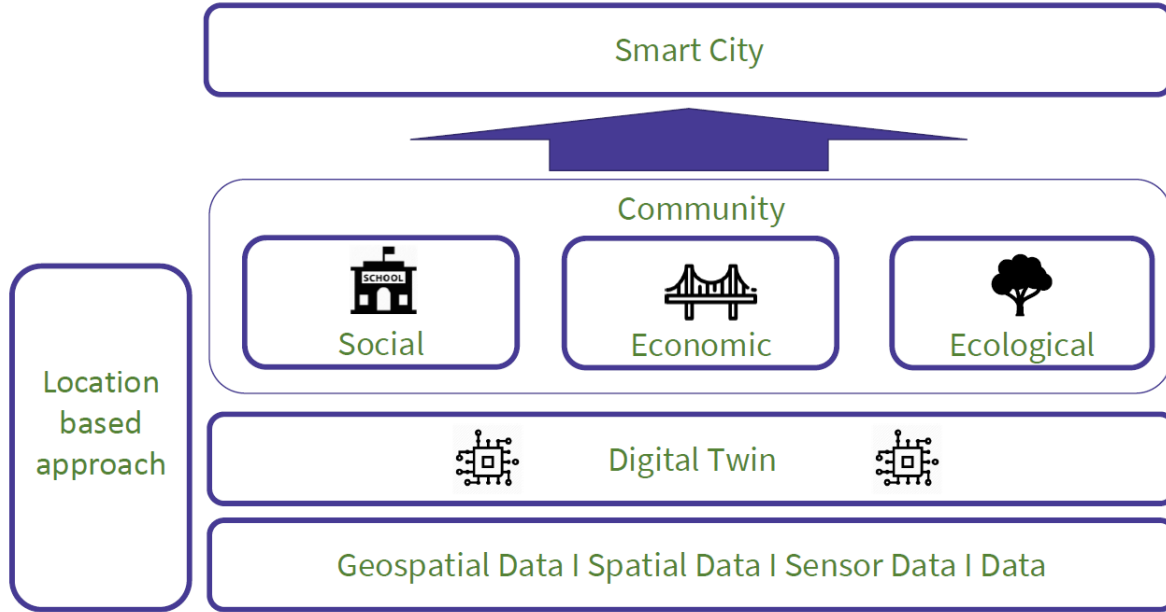 Smart City
Community
SCHOOL
Social
Economic
Ecological
Location
based
approach
Digital Twin
Geospatial Data I Spatial Data I Sensor Data I Data